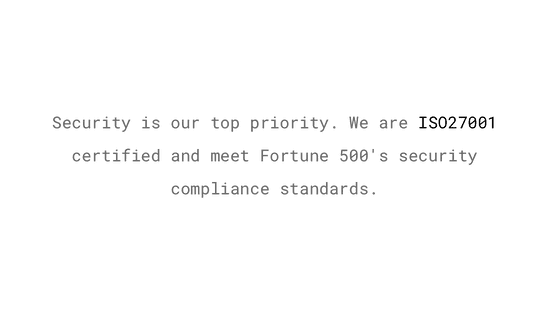 Security is our top priority. We are ISO27001
certified and meet Fortune 500's security
compliance standards.